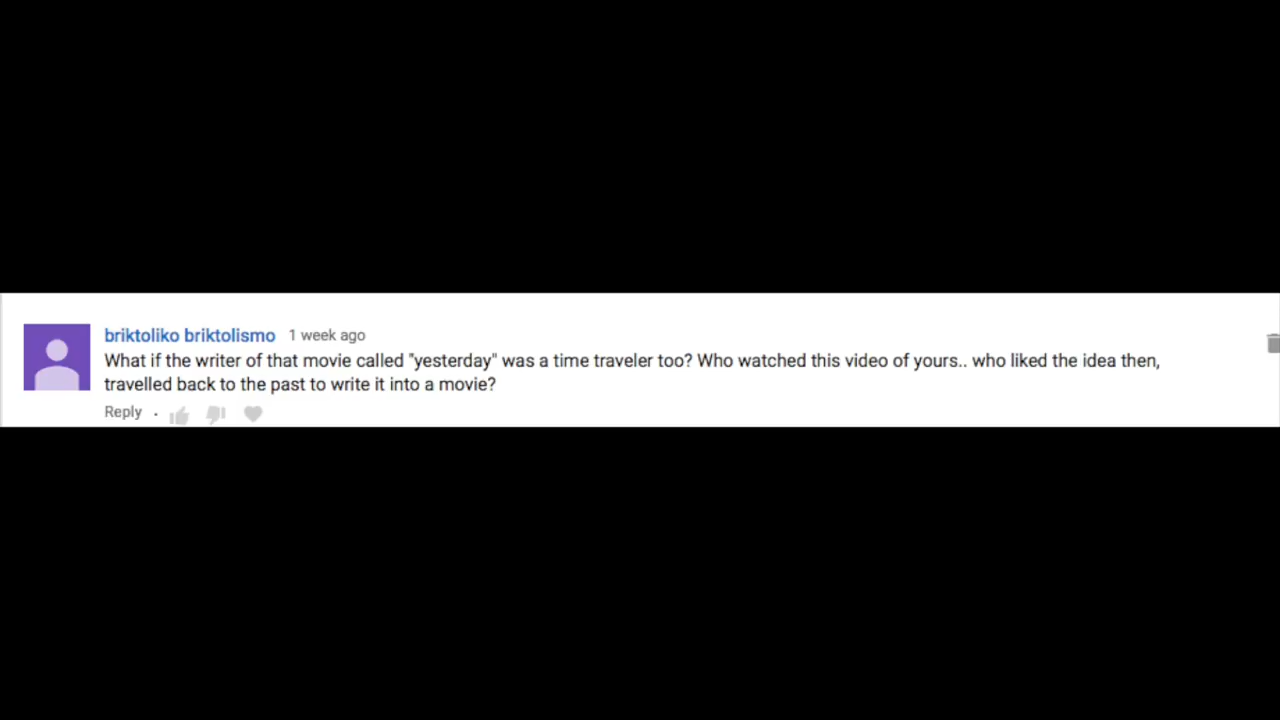 briktoliko briktolismo 1 week ago
What if the writer of that movie called "yesterday" was a time traveler too? Who watched this video of yours.. who liked the idea then,
travelled back to the past to write it into a movie?
Reply